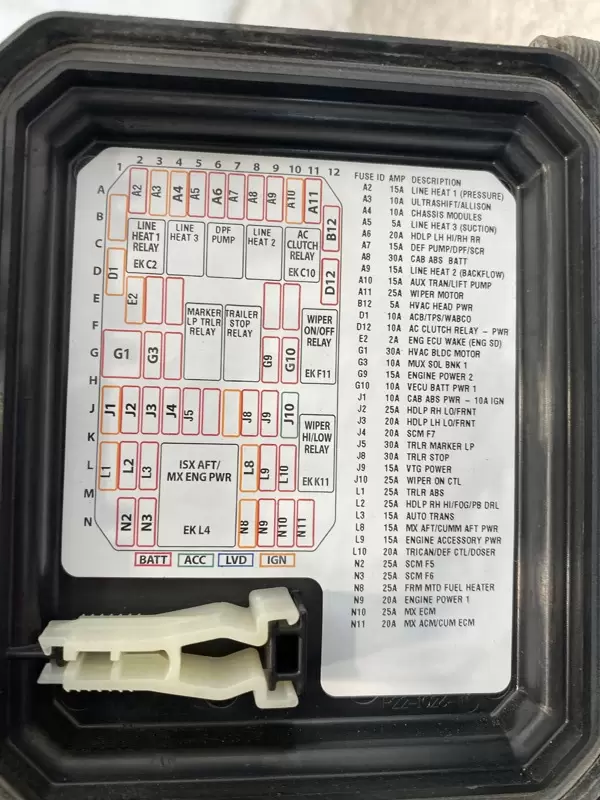 1 2 3 4 5 6 7 8 9 10 11 12
A A2 A3 A4 A5 A6 A7 A8 A9 A10 A11
B B12
C LINE HEAT 1 RELAY EK C2 LINE HEAT 3 DPF PUMP LINE HEAT 2 AC CLUTCH RELAY EK C10
D D1 D12
E E2
F MARKER LP TRLR RELAY TRAILER STOP RELAY WIPER ON/OFF RELAY EK F11
G G1 G3 G9 G10
H
J J1 J2 J3 J4 J5 J8 J9 J10
K WIPER HI/LOW RELAY EK K11
L L1 L2 L3 ISX AFT/ MX ENG PWR EK L4 L8 L9 L10
M
N N2 N3 N8 N9 N10 N11
BATT ACC LVD IGN
FUSE ID AMP DESCRIPTION
A2 15A LINE HEAT 1 (PRESSURE)
A3 10A ULTRASHIFT/ALLISON
A4 10A CHASSIS MODULES
A5 5A LINE HEAT 3 (SUCTION)
A6 20A HDLP LH HI/RH RR
A7 15A DEF PUMP/DPF/SCR
A8 30A CAB ABS BATT
A9 15A LINE HEAT 2 (BACKFLOW)
A10 15A AUX TRAN/LIFT PUMP
A11 25A WIPER MOTOR
B12 5A HVAC HEAD PWR
D1 10A ACB/TPS/WABCO
D12 10A AC CLUTCH RELAY - PWR
E2 2A ENG ECU WAKE (ENG SD)
G1 30A HVAC BLDC MOTOR
G3 10A MUX SOL BNK 1
G9 15A ENGINE POWER 2
G10 10A VECU BATT PWR 1
J1 10A CAB ABS PWR - 10A IGN
J2 25A HDLP RH LO/FRNT
J3 20A HDLP LH LO/FRNT
J4 20A SCM F7
J5 30A TRLR MARKER LP
J8 30A TRLR STOP
J9 15A VTG POWER
J10 25A WIPER ON CTL
L1 25A TRLR ABS
L2 25A HDLP RH HI/FOG/PB DRL
L3 15A AUTO TRANS
L8 15A MX AFT/CUMM AFT PWR
L9 15A ENGINE ACCESSORY PWR
L10 20A TRICAN/DEF CTL/DOSER
N2 25A SCM F5
N3 25A SCM F6
N8 25A FRM MTD FUEL HEATER
N9 20A ENGINE POWER 1
N10 25A MX ECM
N11 20A MX ACM/CUM ECM